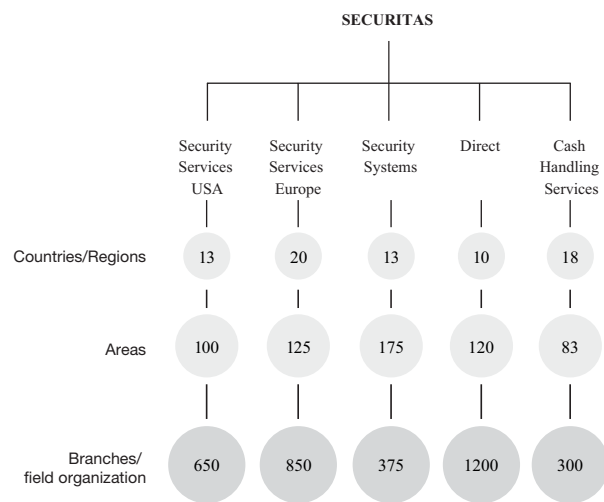 SECURITAS
Security
Services
USA
Security
Services
Europe
Security
Systems
Direct
Cash
Handling
Services
Countries/Regions
13
20
13
10
18
Areas
100
125
175
120
83
Branches/
field organization
650
850
375
1200
300